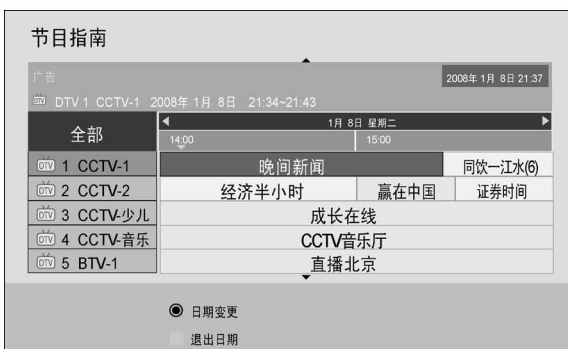 节目指南
广告
2008年 1月 8日 21:37
DTV DTV 1 CCTV-1 2008年 1月 8日 21:34~21:43
全部
1月 8日 星期二
14:00 15:00
DTV 1 CCTV-1 晚间新闻 同饮一江水(6)
DTV 2 CCTV-2 经济半小时 赢在中国 证券时间
DTV 3 CCTV-少儿 成长在线
DTV 4 CCTV-音乐 CCTV音乐厅
DTV 5 BTV-1 直播北京
日期变更
退出日期